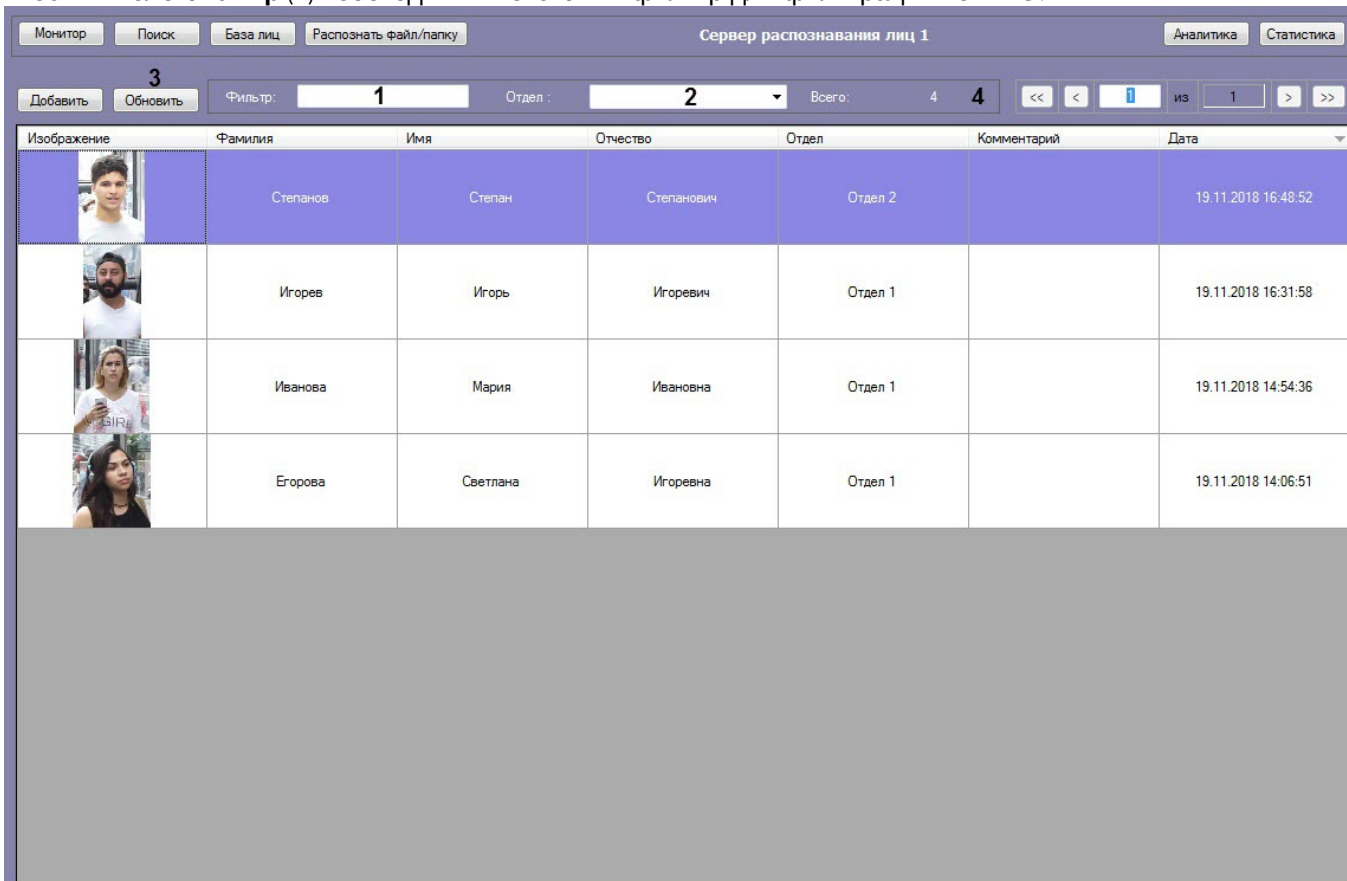 Монитор Поиск База лиц Распознать файл/папку Сервер распознавания лиц 1 Аналитика Статистика
3
Добавить Обновить Фильтр: 1 Отдел : 2 Всего: 4 4 << < 1 из 1 > >>
Изображение Фамилия Имя Отчество Отдел Комментарий Дата
Степанов Степан Степанович Отдел 2 19.11.2018 16:48:52
Игорев Игорь Игоревич Отдел 1 19.11.2018 16:31:58
Иванова Мария Ивановна Отдел 1 19.11.2018 14:54:36
GIRL
Егорова Светлана Игоревна Отдел 1 19.11.2018 14:06:51